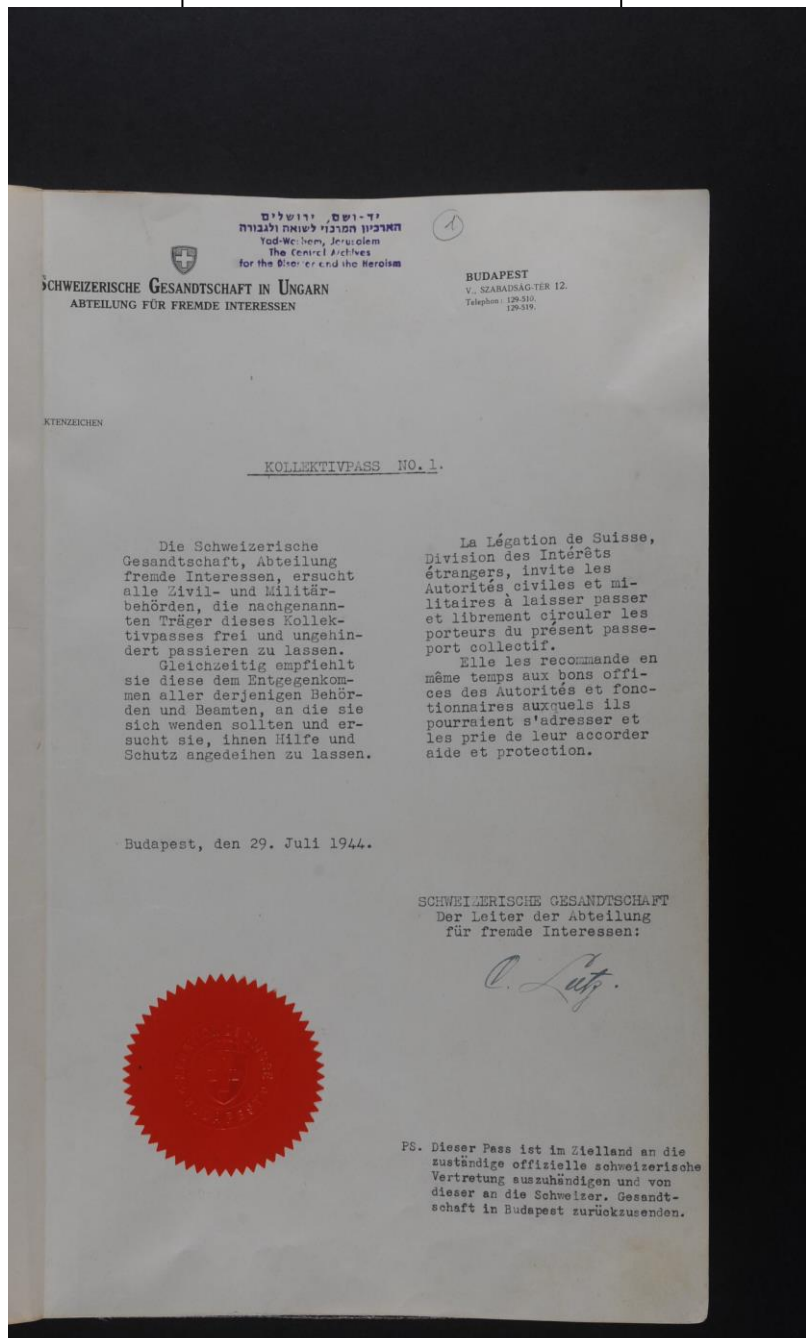 יד-ושם, ירושלים
הארכיון המרכזי לשואה ולגבורה
Yad-Washem, Jerusalem
The Central Archives
for the Disaster and the Heroism
1
SCHWEIZERISCHE GESANDTSCHAFT IN UNGARN
ABTEILUNG FÜR FREMDE INTERESSEN
BUDAPEST
V., SZABADSÁG-TÉR 12.
Telephon: 129-510.
129-519.
KTENZEICHEN
KOLLEKTIVPASS NO. 1.
Die Schweizerische
Gesandtschaft, Abteilung
fremde Interessen, ersucht
alle Zivil- und Militär-
behörden, die nachgenann-
ten Träger dieses Kollek-
tivpasses frei und ungehin-
dert passieren zu lassen.
Gleichzeitig empfiehlt
sie diese dem Entgegenkom-
men aller derjenigen Behör-
den und Beamten, an die sie
sich wenden sollten und er-
sucht sie, ihnen Hilfe und
Schutz angedeihen zu lassen.
La Légation de Suisse,
Division des Intérêts
étrangers, invite les
Autorités civiles et mi-
litaires à laisser passer
et librement circuler les
porteurs du présent passe-
port collectif.
Elle les recommande en
même temps aux bons offi-
ces des Autorités et fonc-
tionnaires auxquels ils
pourraient s'adresser et
les prie de leur accorder
aide et protection.
Budapest, den 29. Juli 1944.
SCHWEIZERISCHE GESANDTSCHAFT
Der Leiter der Abteilung
für fremde Interessen:
C. Lutz.
PS. Dieser Pass ist im Zielland an die
zuständige offizielle schweizerische
Vertretung auszuhändigen und von
dieser an die Schweizer. Gesandt-
schaft in Budapest zurückzusenden.